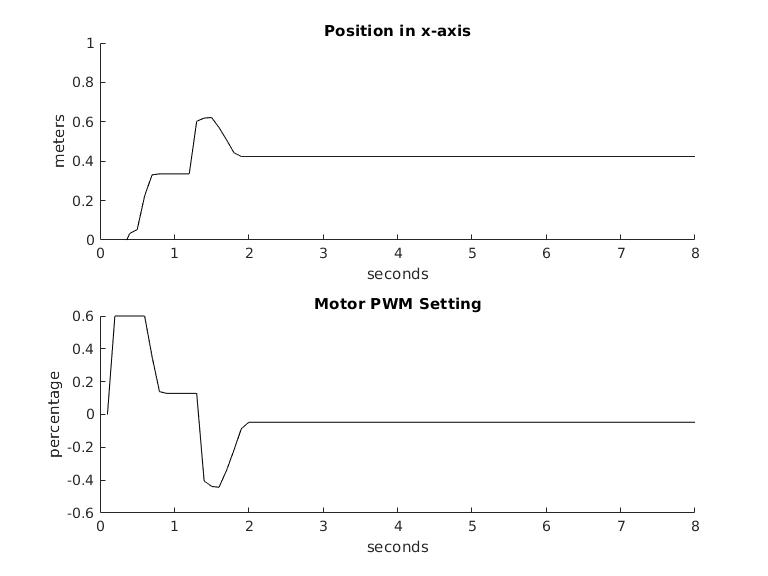 Position in x-axis
1
0.8
0.6
0.4
0.2
0
meters
0 1 2 3 4 5 6 7 8
seconds
Motor PWM Setting
0.6
0.4
0.2
0
-0.2
-0.4
-0.6
percentage
0 1 2 3 4 5 6 7 8
seconds